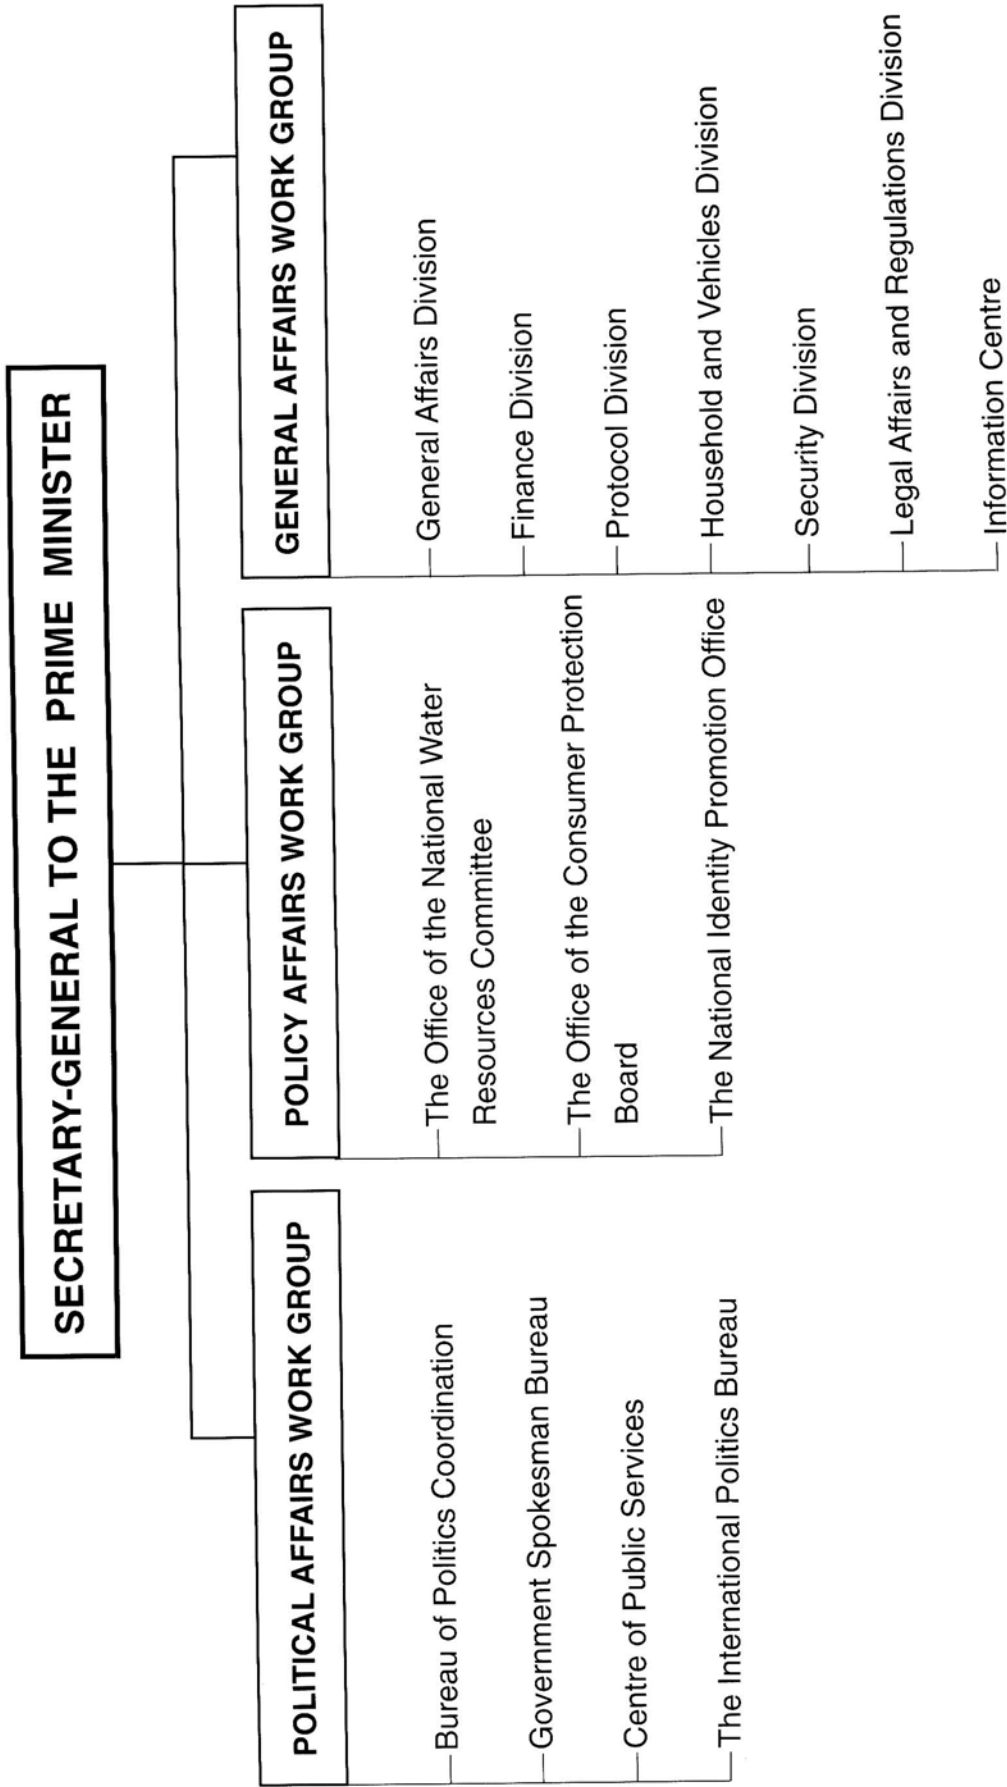 SECRETARY-GENERAL TO THE PRIME MINISTER
POLITICAL AFFAIRS WORK GROUP
Bureau of Politics Coordination
Government Spokesman Bureau
Centre of Public Services
The International Politics Bureau
POLICY AFFAIRS WORK GROUP
The Office of the National Water
Resources Committee
The Office of the Consumer Protection
Board
The National Identity Promotion Office
GENERAL AFFAIRS WORK GROUP
General Affairs Division
Finance Division
Protocol Division
Household and Vehicles Division
Security Division
Legal Affairs and Regulations Division
Information Centre